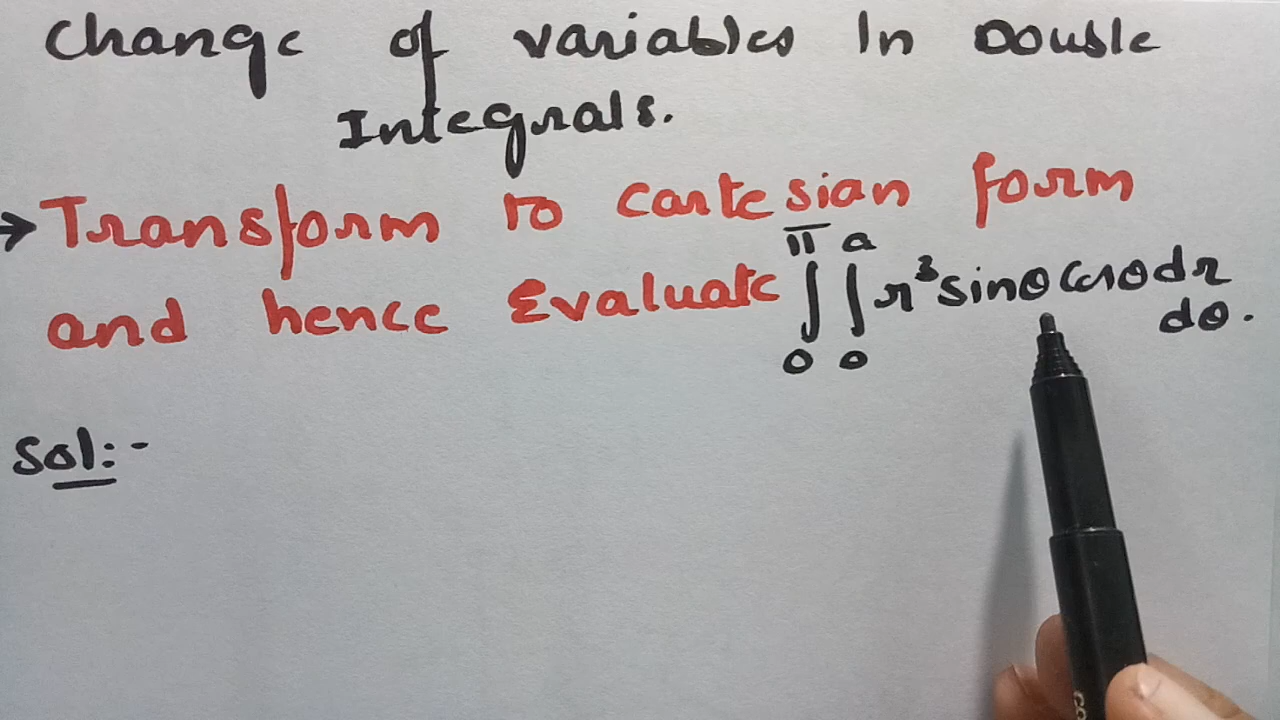 Change of variables In Double
Integrals.
→ Transform to cartesian form
and hence Evaluate ∫₀^π ∫₀^a r³ sinθ cosθ dr
dθ.
Sol:-
co